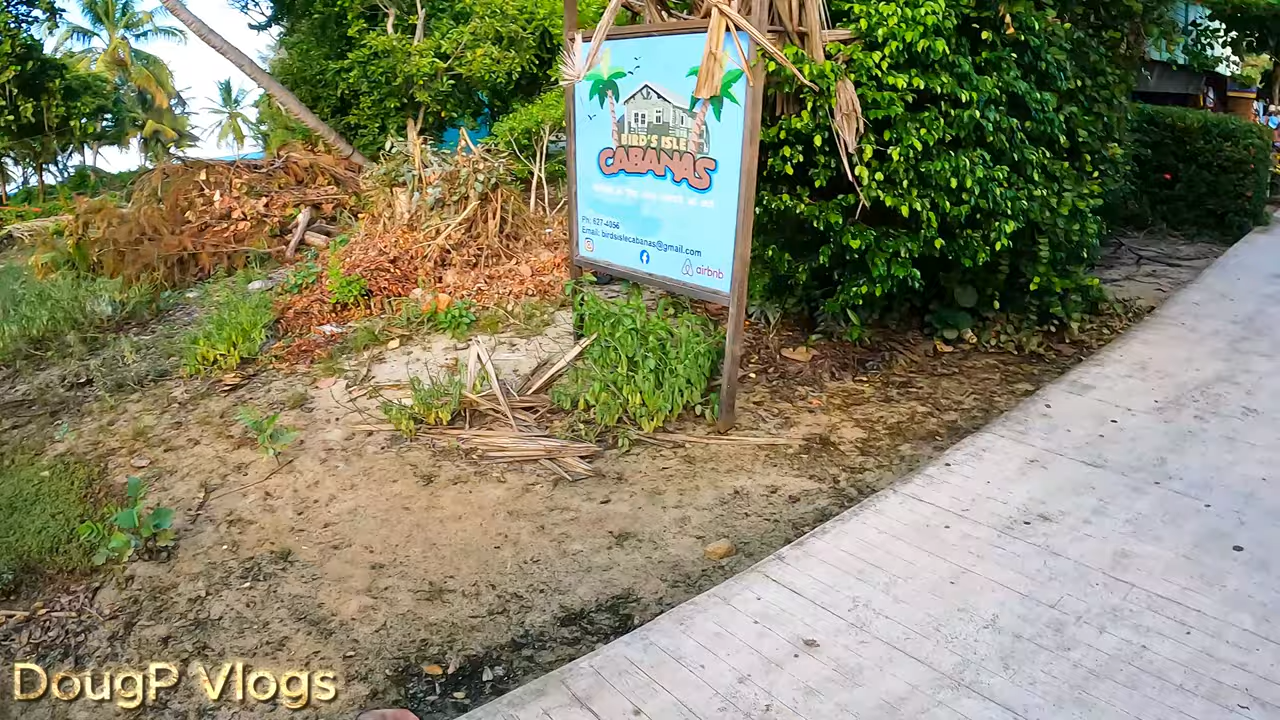 BIRD'S ISLE
CABANAS
Ph: 627-4056
Email: birdsislecabanas@gmail.com
airbnb
DougP Vlogs